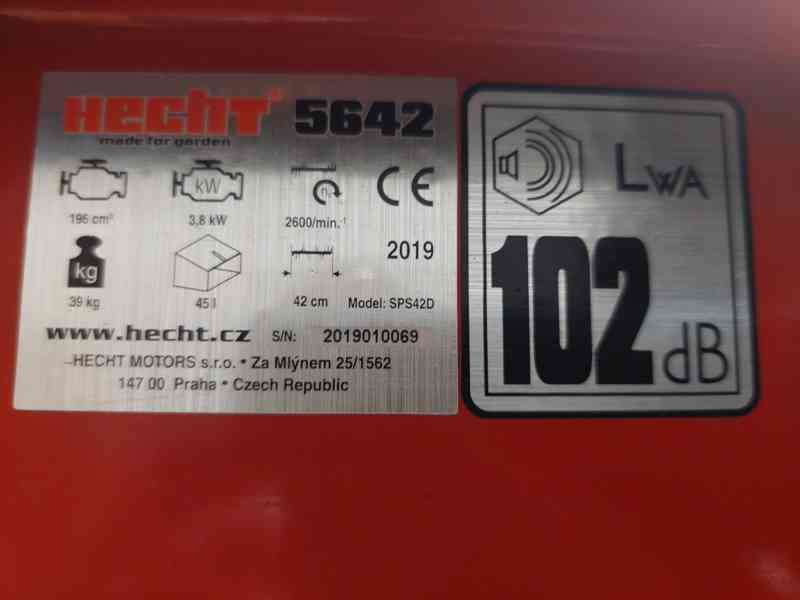 HECHT® 5642
made for garden
kW
n
CE
196 cm³
3,8 kW
2600/min.⁻¹
2019
kg
39 kg
45 l
42 cm
Model: SPS42D
www.hecht.cz S/N: 2019010069
HECHT MOTORS s.r.o. • Za Mlýnem 25/1562
147 00 Praha • Czech Republic
LWA
102 dB